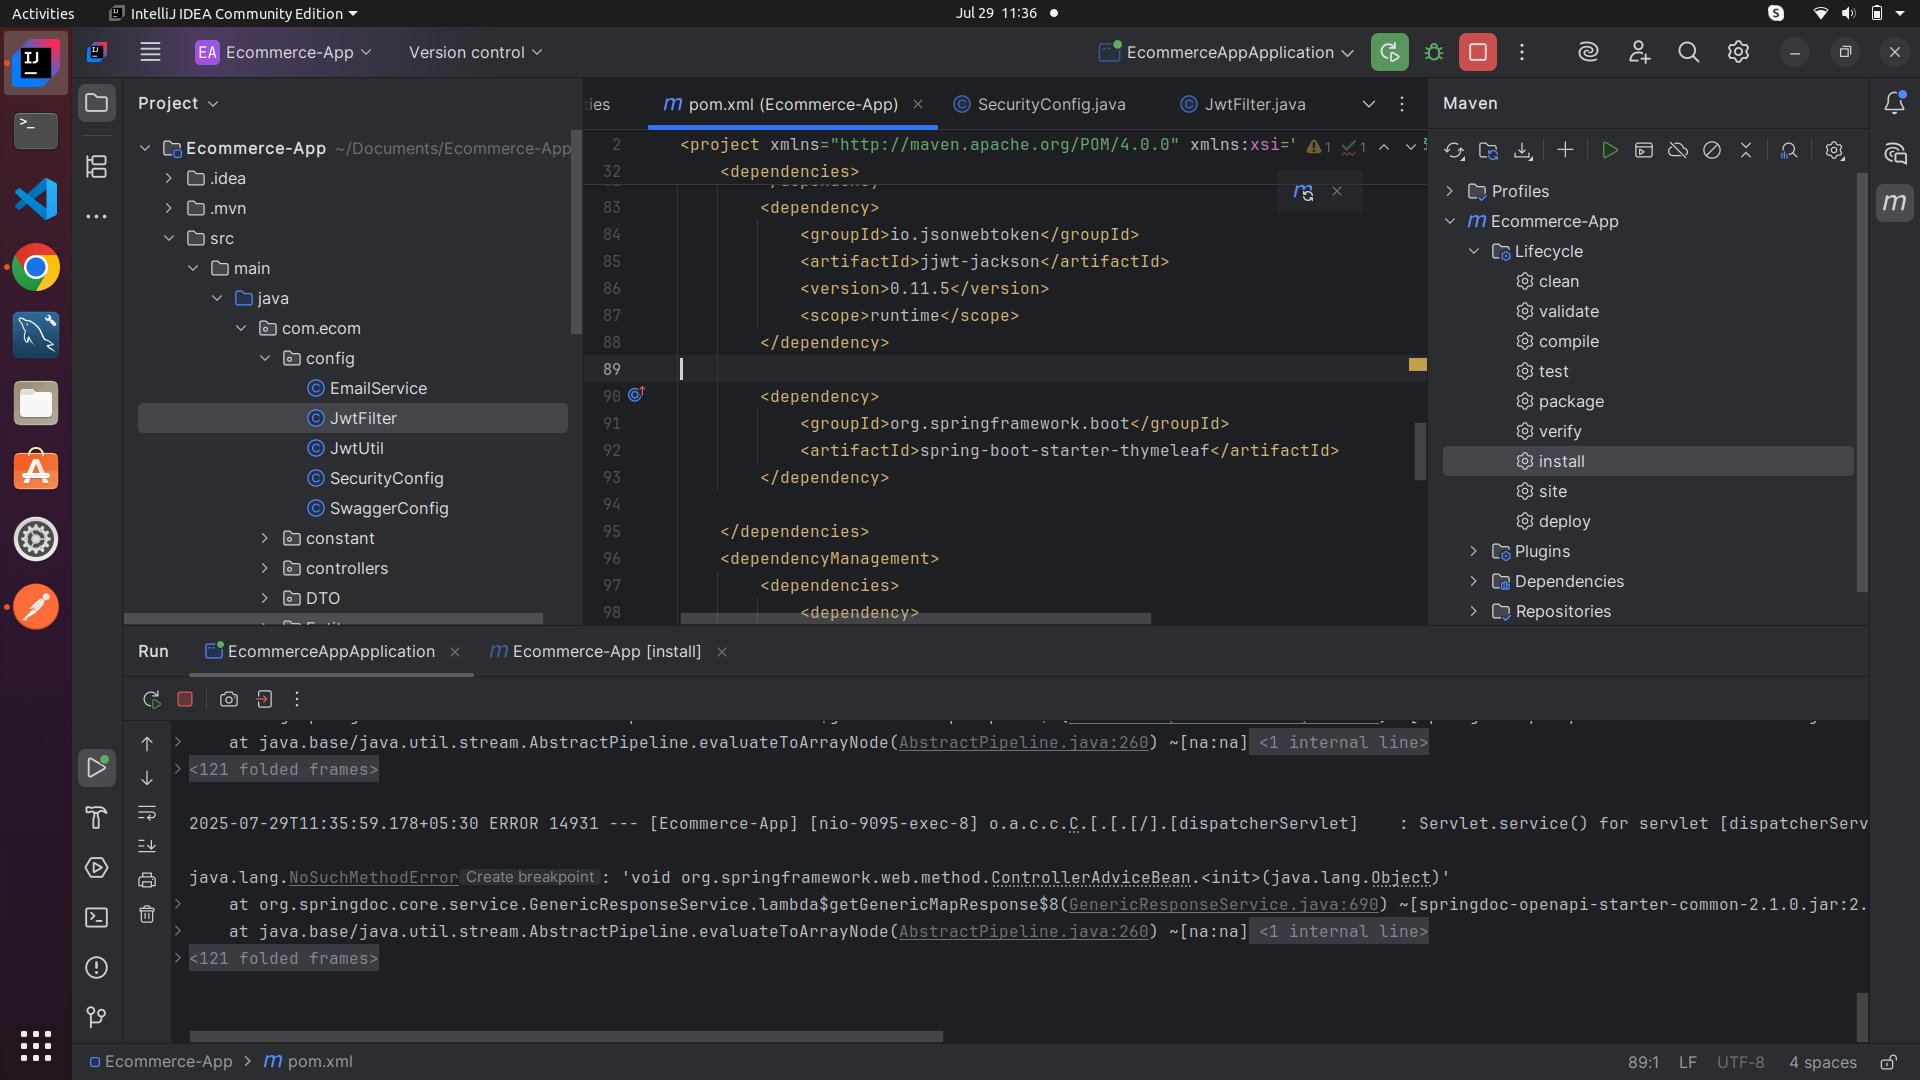 Activities
IntelliJ IDEA Community Edition
Jul 29 11:36
EA Ecommerce-App
Version control
EcommerceAppApplication
Project
ties
pom.xml (Ecommerce-App)
SecurityConfig.java
JwtFilter.java
Maven
Ecommerce-App ~/Documents/Ecommerce-App
.idea
.mvn
src
main
java
com.ecom
config
EmailService
JwtFilter
JwtUtil
SecurityConfig
SwaggerConfig
constant
controllers
DTO
2 <project xmlns="http://maven.apache.org/POM/4.0.0" xmlns:xsi="
1 1
32 <dependencies>
83 <dependency>
84 <groupId>io.jsonwebtoken</groupId>
85 <artifactId>jjwt-jackson</artifactId>
86 <version>0.11.5</version>
87 <scope>runtime</scope>
88 </dependency>
89
90 <dependency>
91 <groupId>org.springframework.boot</groupId>
92 <artifactId>spring-boot-starter-thymeleaf</artifactId>
93 </dependency>
94
95 </dependencies>
96 <dependencyManagement>
97 <dependencies>
98 <dependency>
Profiles
Ecommerce-App
Lifecycle
clean
validate
compile
test
package
verify
install
site
deploy
Plugins
Dependencies
Repositories
Run
EcommerceAppApplication
Ecommerce-App [install]
at java.base/java.util.stream.AbstractPipeline.evaluateToArrayNode(AbstractPipeline.java:260) ~[na:na] <1 internal line>
<121 folded frames>
2025-07-29T11:35:59.178+05:30 ERROR 14931 --- [Ecommerce-App] [nio-9095-exec-8] o.a.c.c.C.[.[.[/].[dispatcherServlet] : Servlet.service() for servlet [dispatcherServ
java.lang.NoSuchMethodError Create breakpoint : 'void org.springframework.web.method.ControllerAdviceBean.<init>(java.lang.Object)'
at org.springdoc.core.service.GenericResponseService.lambda$getGenericMapResponse$8(GenericResponseService.java:690) ~[springdoc-openapi-starter-common-2.1.0.jar:2.
at java.base/java.util.stream.AbstractPipeline.evaluateToArrayNode(AbstractPipeline.java:260) ~[na:na] <1 internal line>
<121 folded frames>
Ecommerce-App > pom.xml
89:1 LF UTF-8 4 spaces